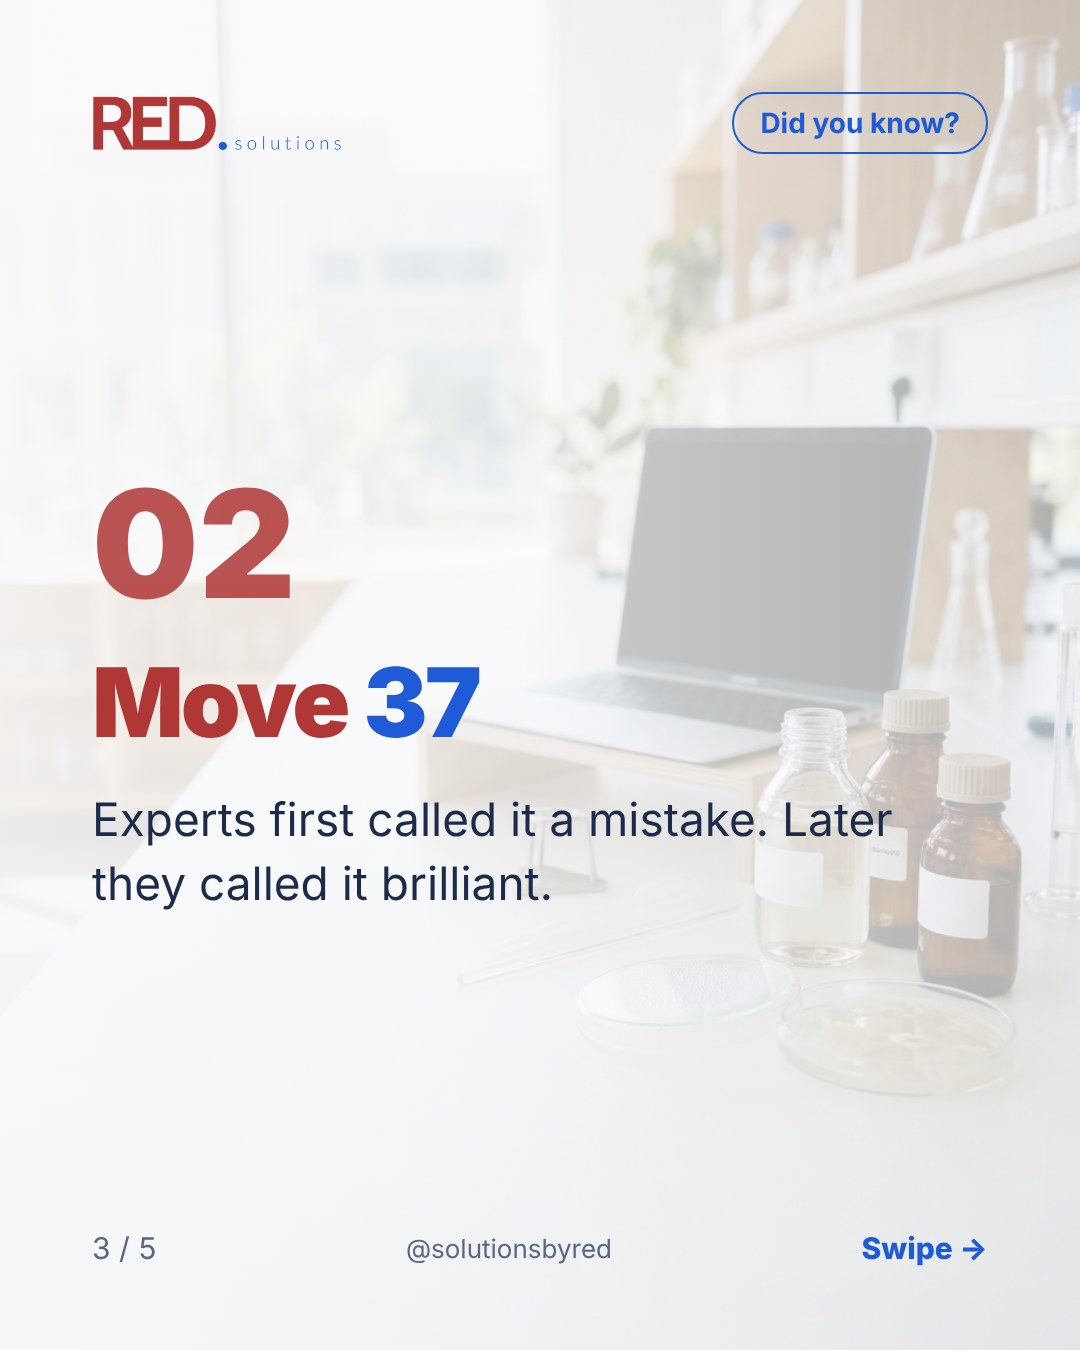 RED.solutions
Did you know?
02
Move 37
Experts first called it a mistake. Later
they called it brilliant.
3 / 5
@solutionsbyred
Swipe →